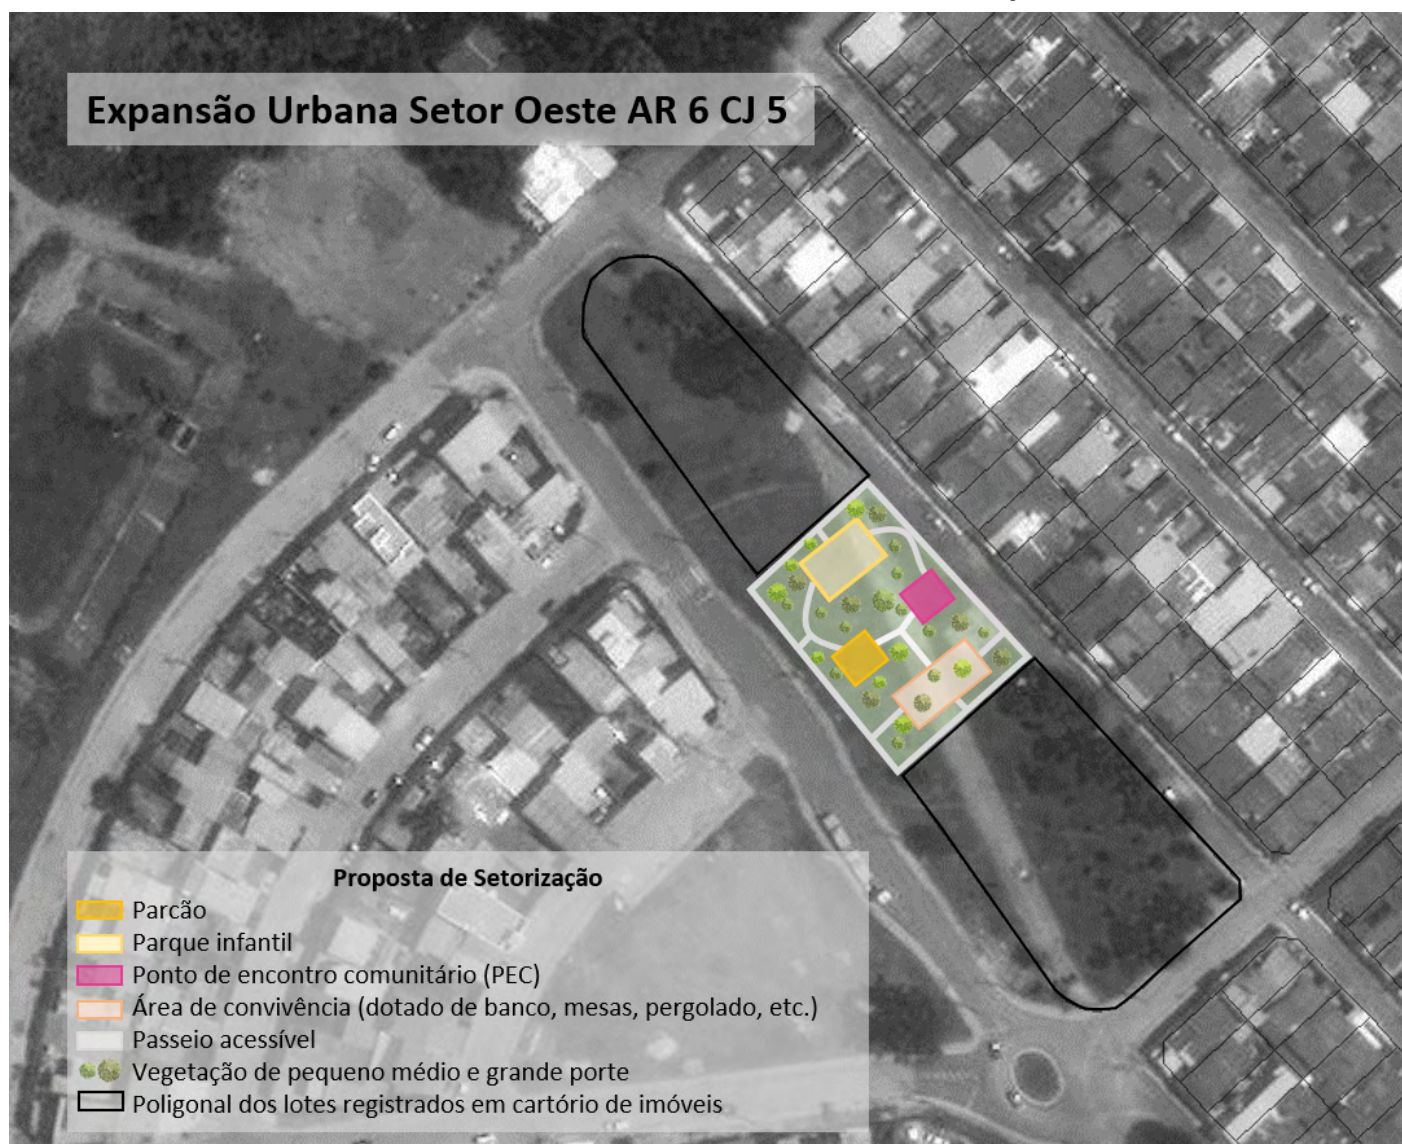 Expansão Urbana Setor Oeste AR 6 CJ 5
Proposta de Setorização
Parcão
Parque infantil
Ponto de encontro comunitário (PEC)
Área de convivência (dotado de banco, mesas, pergolado, etc.)
Passeio acessível
Vegetação de pequeno médio e grande porte
Poligonal dos lotes registrados em cartório de imóveis